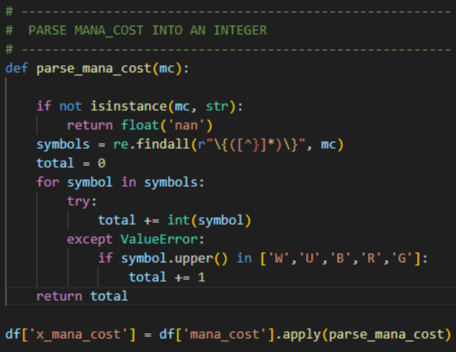 # ------------------------------------------------------
#  PARSE MANA_COST INTO AN INTEGER
# ------------------------------------------------------
def parse_mana_cost(mc):

    if not isinstance(mc, str):
        return float('nan')
    symbols = re.findall(r"\{([^}]*)\}", mc)
    total = 0
    for symbol in symbols:
        try:
            total += int(symbol)
        except ValueError:
            if symbol.upper() in ['W','U','B','R','G']:
                total += 1
    return total

df['x_mana_cost'] = df['mana_cost'].apply(parse_mana_cost)